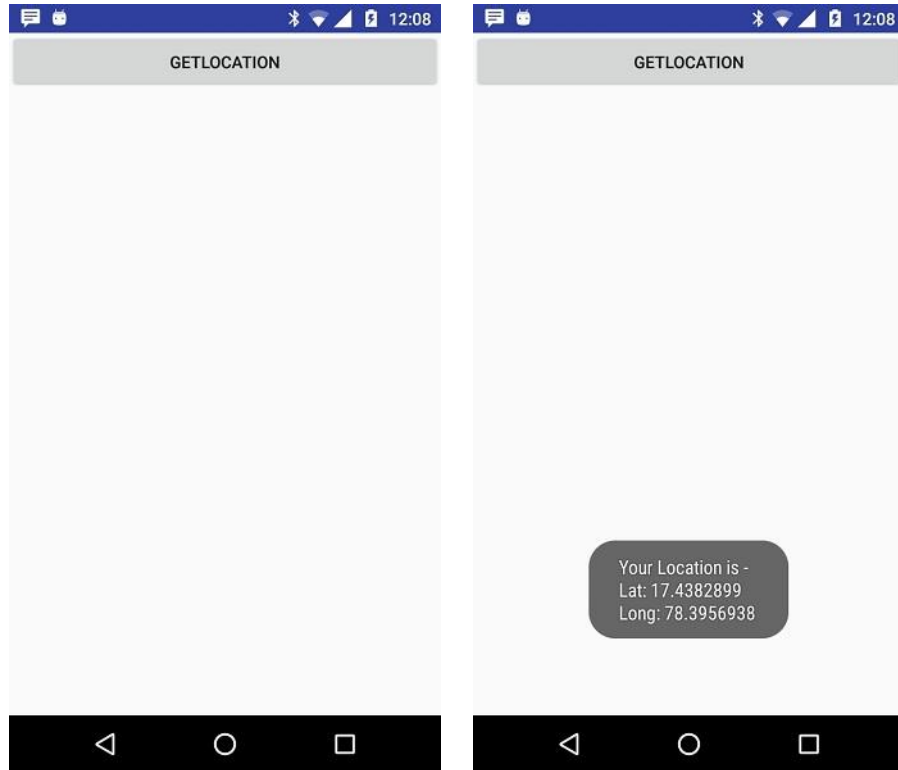 12:08
GETLOCATION
12:08
GETLOCATION
Your Location is -
Lat: 17.4382899
Long: 78.3956938